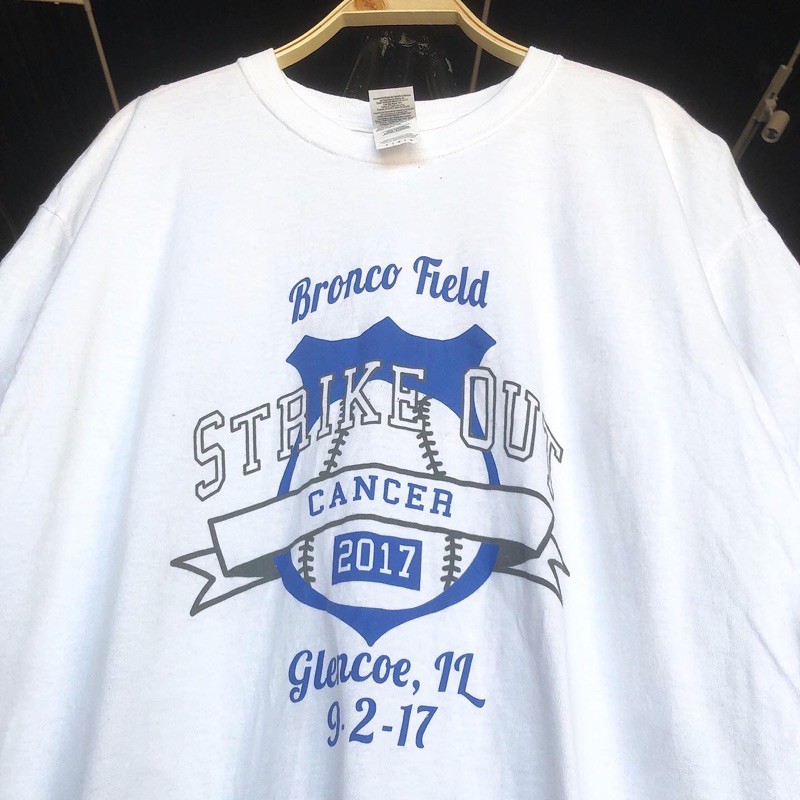 Bronco Field
STRIKE OUT
CANCER
2017
Glencoe, IL
9-2-17